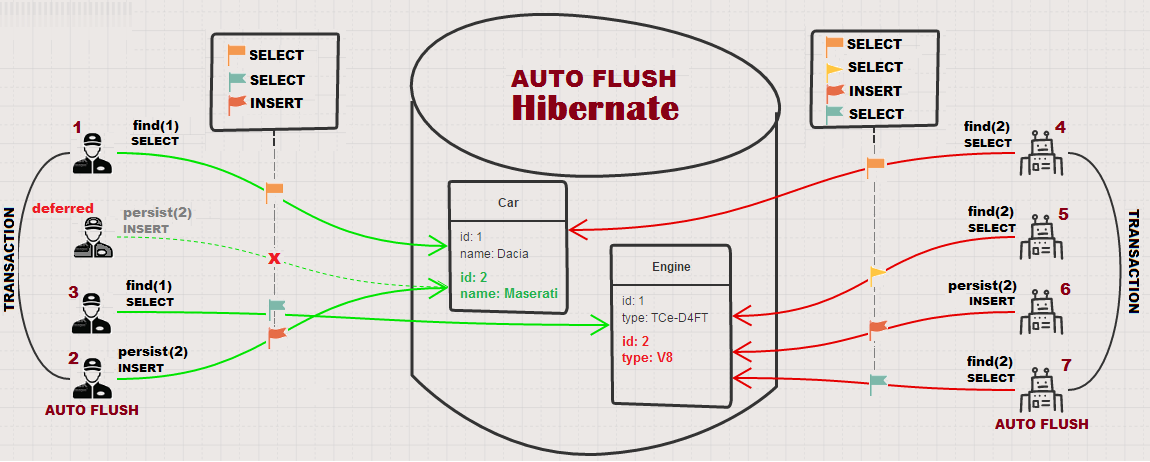 AUTO FLUSH
Hibernate
SELECT
SELECT
INSERT
SELECT
SELECT
INSERT
SELECT
TRANSACTION
1
find(1)
SELECT
deferred
persist(2)
INSERT
X
3
find(1)
SELECT
2
persist(2)
INSERT
AUTO FLUSH
Car
id: 1
name: Dacia
id: 2
name: Maserati
Engine
id: 1
type: TCe-D4FT
id: 2
type: V8
find(2)
SELECT
4
find(2)
SELECT
5
persist(2)
INSERT
6
find(2)
SELECT
7
AUTO FLUSH
TRANSACTION